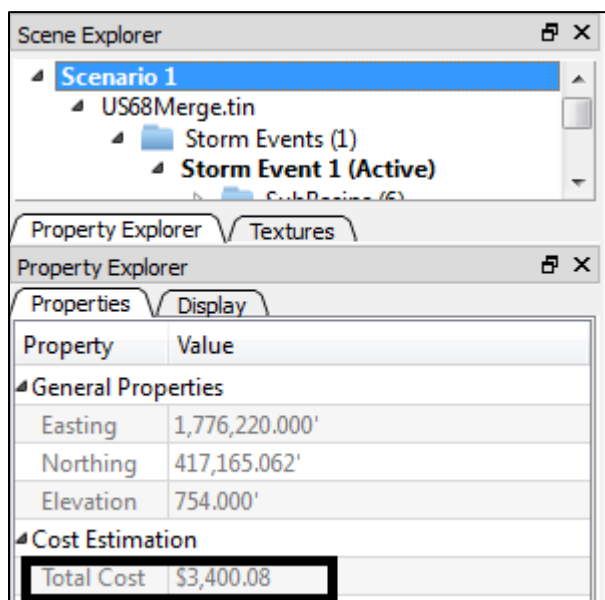 Scene Explorer
Scenario 1
US68Merge.tin
Storm Events (1)
Storm Event 1 (Active)
SubBasins (6)
Property Explorer Textures
Property Explorer
Properties Display
Property Value
General Properties
Easting 1,776,220.000'
Northing 417,165.062'
Elevation 754.000'
Cost Estimation
Total Cost $3,400.08